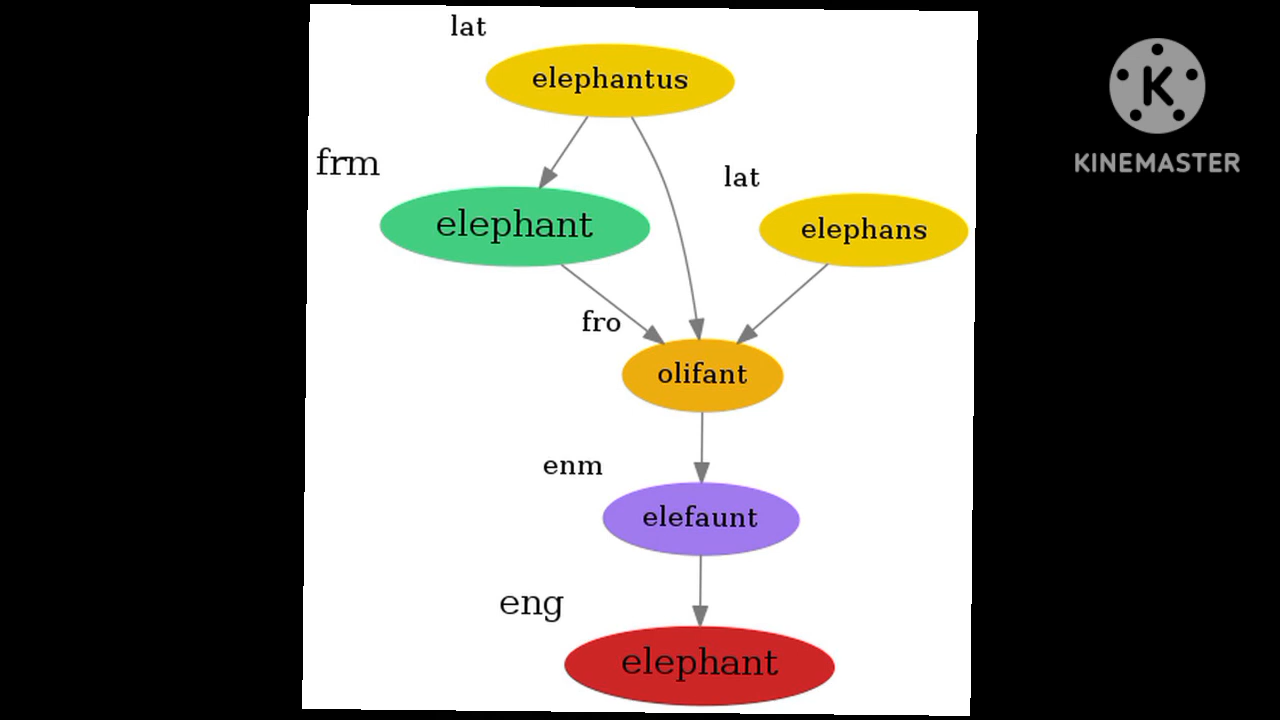 lat
elephantus
frm
elephant
lat
elephans
fro
olifant
enm
elefaunt
eng
elephant
K
KINEMASTER